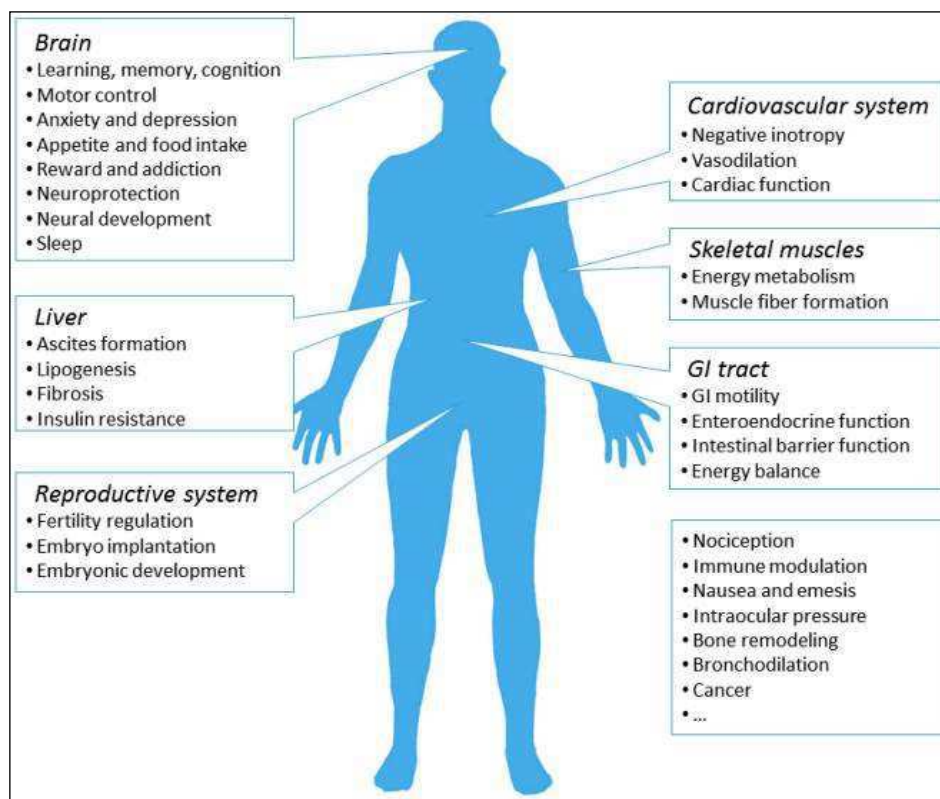 Brain
• Learning, memory, cognition
• Motor control
• Anxiety and depression
• Appetite and food intake
• Reward and addiction
• Neuroprotection
• Neural development
• Sleep
Liver
• Ascites formation
• Lipogenesis
• Fibrosis
• Insulin resistance
Reproductive system
• Fertility regulation
• Embryo implantation
• Embryonic development
Cardiovascular system
• Negative inotropy
• Vasodilation
• Cardiac function
Skeletal muscles
• Energy metabolism
• Muscle fiber formation
GI tract
• GI motility
• Enteroendocrine function
• Intestinal barrier function
• Energy balance
• Nociception
• Immune modulation
• Nausea and emesis
• Intraocular pressure
• Bone remodeling
• Bronchodilation
• Cancer
• ...